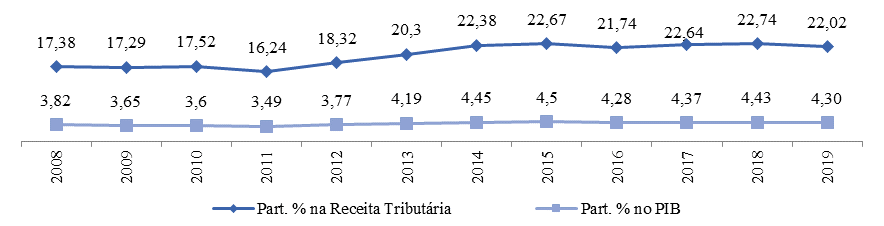 17,38 17,29 17,52 16,24 18,32 20,3 22,38 22,67 21,74 22,64 22,74 22,02
3,82 3,65 3,6 3,49 3,77 4,19 4,45 4,5 4,28 4,37 4,43 4,30
2008 2009 2010 2011 2012 2013 2014 2015 2016 2017 2018 2019
Part. % na Receita Tributária Part. % no PIB